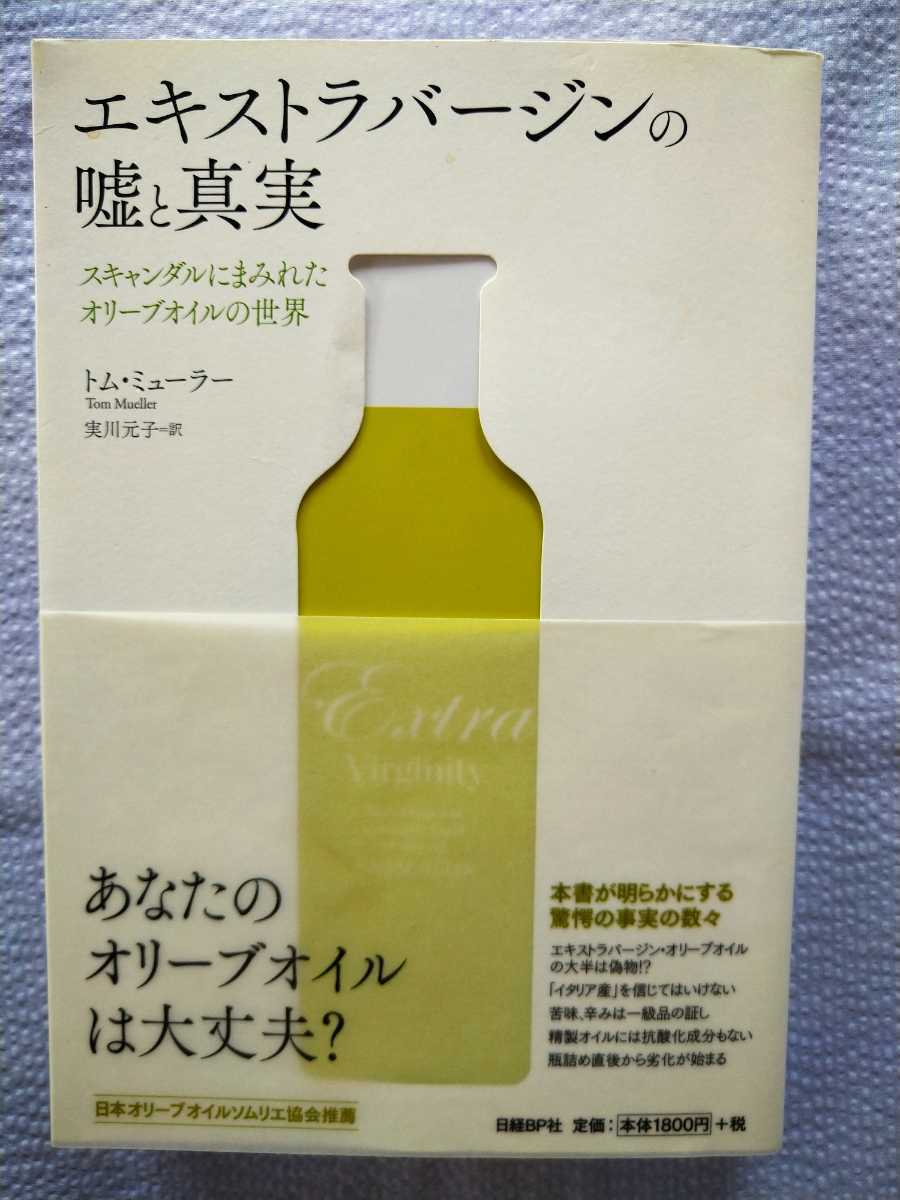 エキストラバージンの
嘘と真実
スキャンダルにまみれた
オリーブオイルの世界
トム・ミューラー
Tom Mueller
実川元子=訳
Extra
Virginity
あなたの
オリーブオイル
は大丈夫?
本書が明らかにする
驚愕の事実の数々
エキストラバージン・オリーブオイル
の大半は偽物!?
「イタリア産」を信じてはいけない
苦味、辛みは一級品の証し
精製オイルには抗酸化成分もない
瓶詰め直後から劣化が始まる
日本オリーブオイルソムリエ協会推薦
日経BP社 定価:本体1800円+税